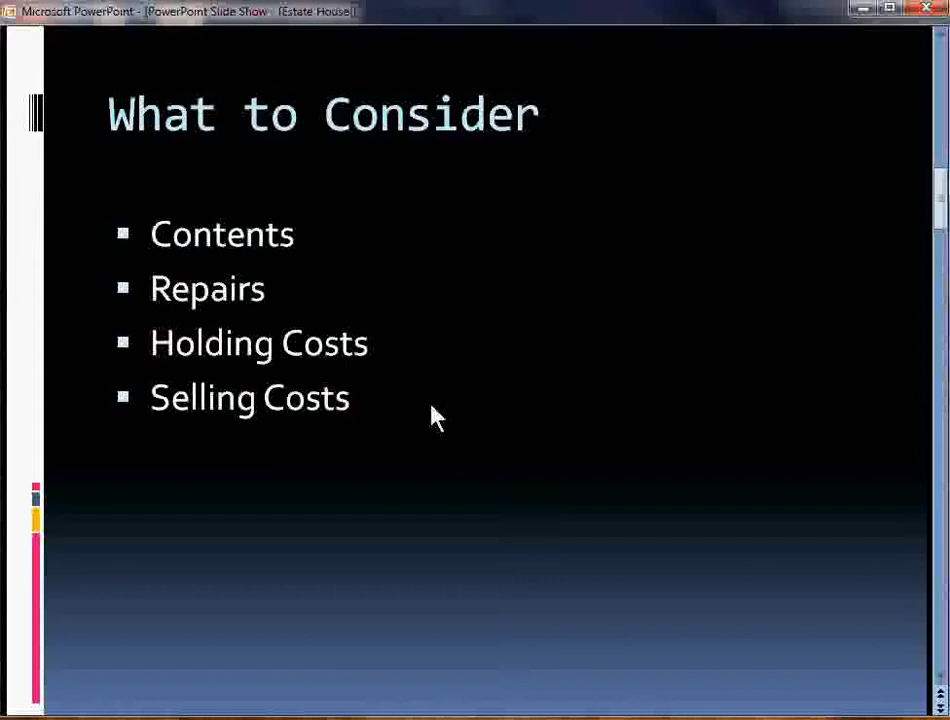 Microsoft PowerPoint - [PowerPoint Slide Show - [Estate House]]
What to Consider
Contents
Repairs
Holding Costs
Selling Costs